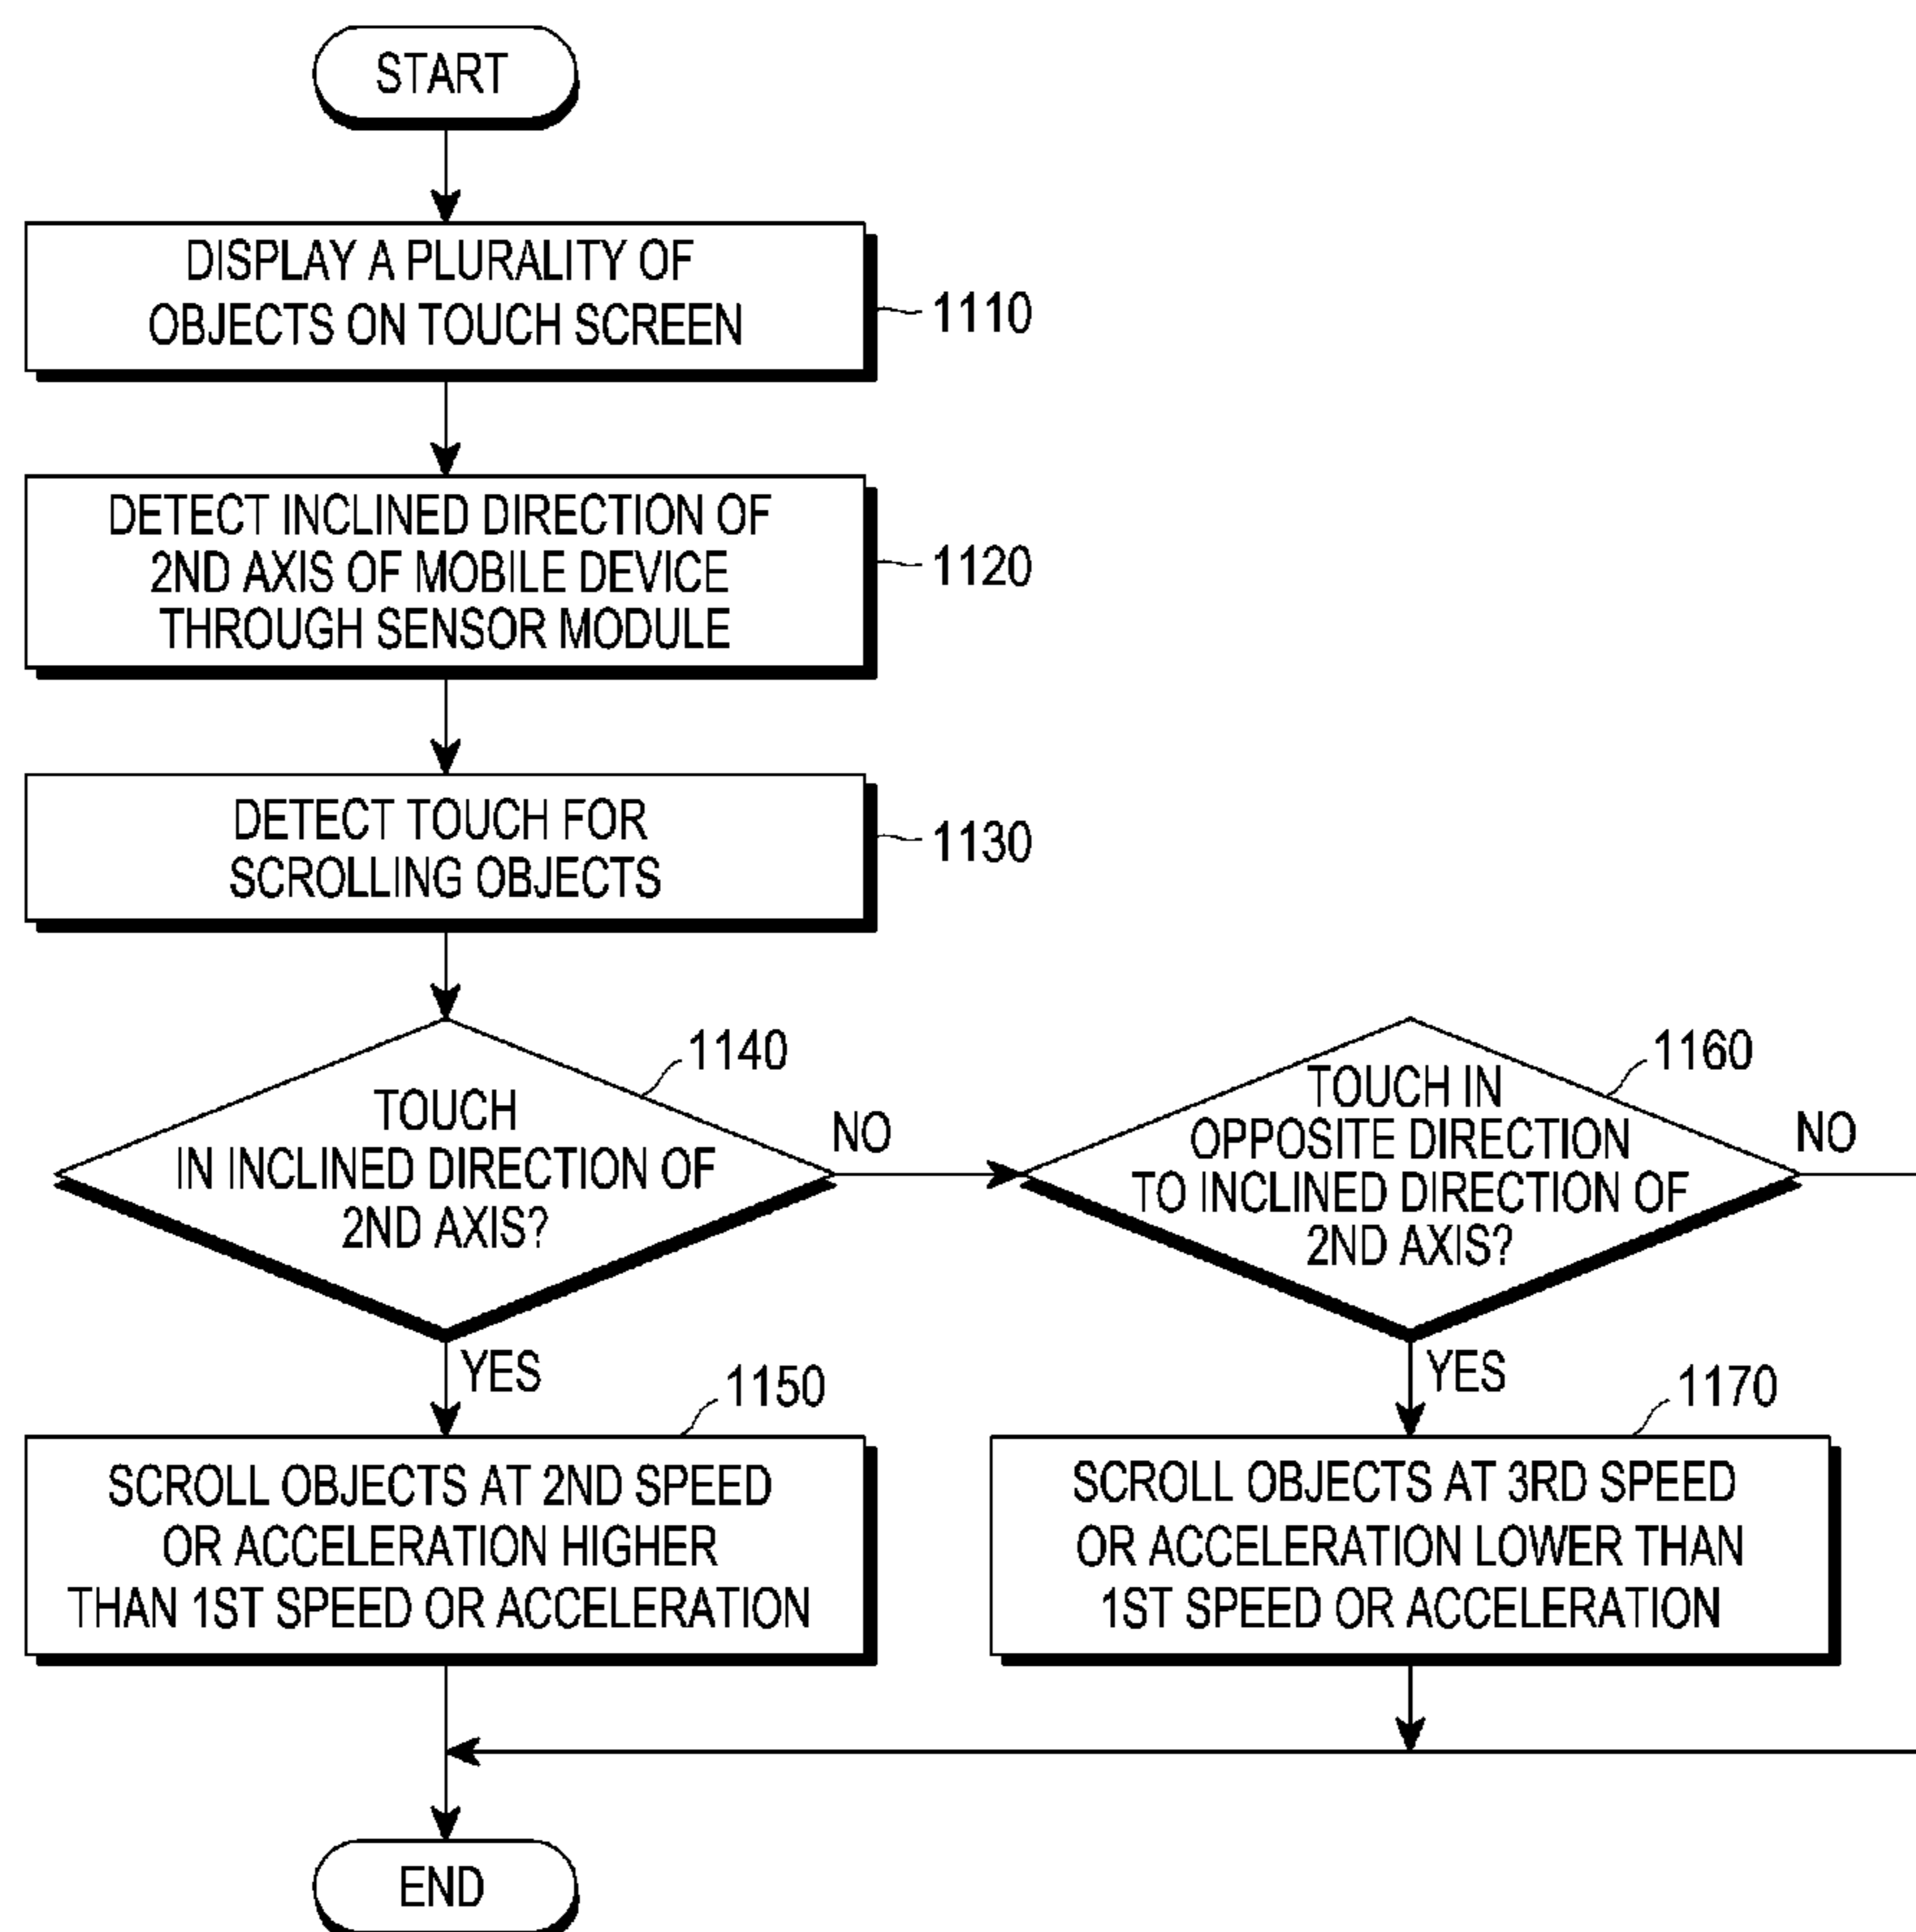 START
DISPLAY A PLURALITY OF
OBJECTS ON TOUCH SCREEN
1110
DETECT INCLINED DIRECTION OF
2ND AXIS OF MOBILE DEVICE
THROUGH SENSOR MODULE
1120
DETECT TOUCH FOR
SCROLLING OBJECTS
1130
1140
TOUCH
IN INCLINED DIRECTION OF
2ND AXIS?
NO
YES
1160
TOUCH IN
OPPOSITE DIRECTION
TO INCLINED DIRECTION OF
2ND AXIS?
NO
YES
1150
SCROLL OBJECTS AT 2ND SPEED
OR ACCELERATION HIGHER
THAN 1ST SPEED OR ACCELERATION
1170
SCROLL OBJECTS AT 3RD SPEED
OR ACCELERATION LOWER THAN
1ST SPEED OR ACCELERATION
END